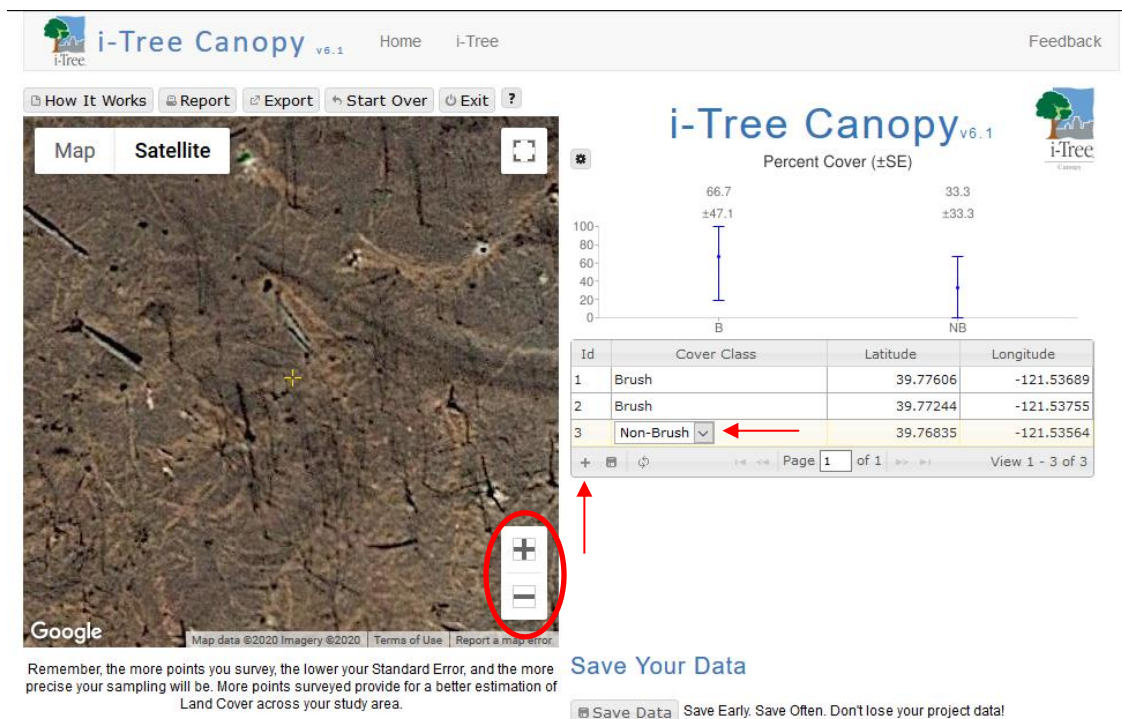 i-Tree Canopy v6.1 Home i-Tree Feedback
i-Tree
How It Works Report Export Start Over Exit ?
Map Satellite
Google
Map data ©2020 Imagery ©2020 Terms of Use Report a map error
Remember, the more points you survey, the lower your Standard Error, and the more
precise your sampling will be. More points surveyed provide for a better estimation of
Land Cover across your study area.
i-Tree Canopy v6.1
i-Tree
Canopy
Percent Cover (±SE)
66.7 33.3
±47.1 ±33.3
100
80
60
40
20
0
B NB
Id Cover Class Latitude Longitude
1 Brush 39.77606 -121.53689
2 Brush 39.77244 -121.53755
3 Non-Brush 39.76835 -121.53564
Page 1 of 1 View 1 - 3 of 3
Save Your Data
Save Data Save Early. Save Often. Don't lose your project data!